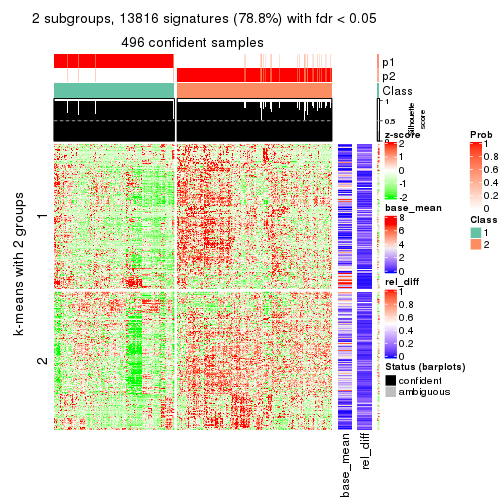 2 subgroups, 13816 signatures (78.8%) with fdr < 0.05
496 confident samples
p1
p2
Class
1
0.5
0
Silhouette
score
k-means with 2 groups
1
2
z-score
2
1
0
-1
-2
base_mean
8
6
4
2
0
rel_diff
1
0.8
0.6
0.4
0.2
0
Status (barplots)
confident
ambiguous
Prob
1
0.8
0.6
0.4
0.2
0
Class
1
2
base_mean
rel_diff